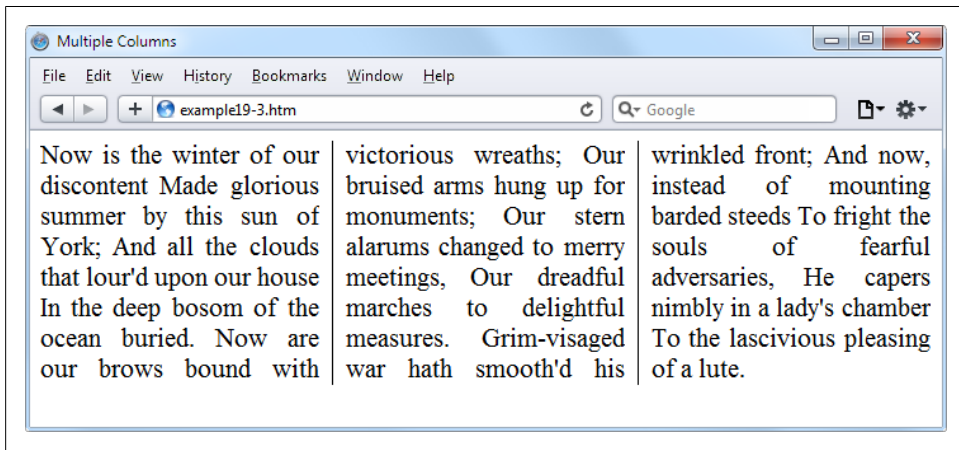 Multiple Columns
File Edit View History Bookmarks Window Help
example19-3.htm
Google
Now is the winter of our
discontent Made glorious
summer by this sun of
York; And all the clouds
that lour'd upon our house
In the deep bosom of the
ocean buried. Now are
our brows bound with
victorious wreaths; Our
bruised arms hung up for
monuments; Our stern
alarums changed to merry
meetings, Our dreadful
marches to delightful
measures. Grim-visaged
war hath smooth'd his
wrinkled front; And now,
instead of mounting
barded steeds To fright the
souls of fearful
adversaries, He capers
nimbly in a lady's chamber
To the lascivious pleasing
of a lute.